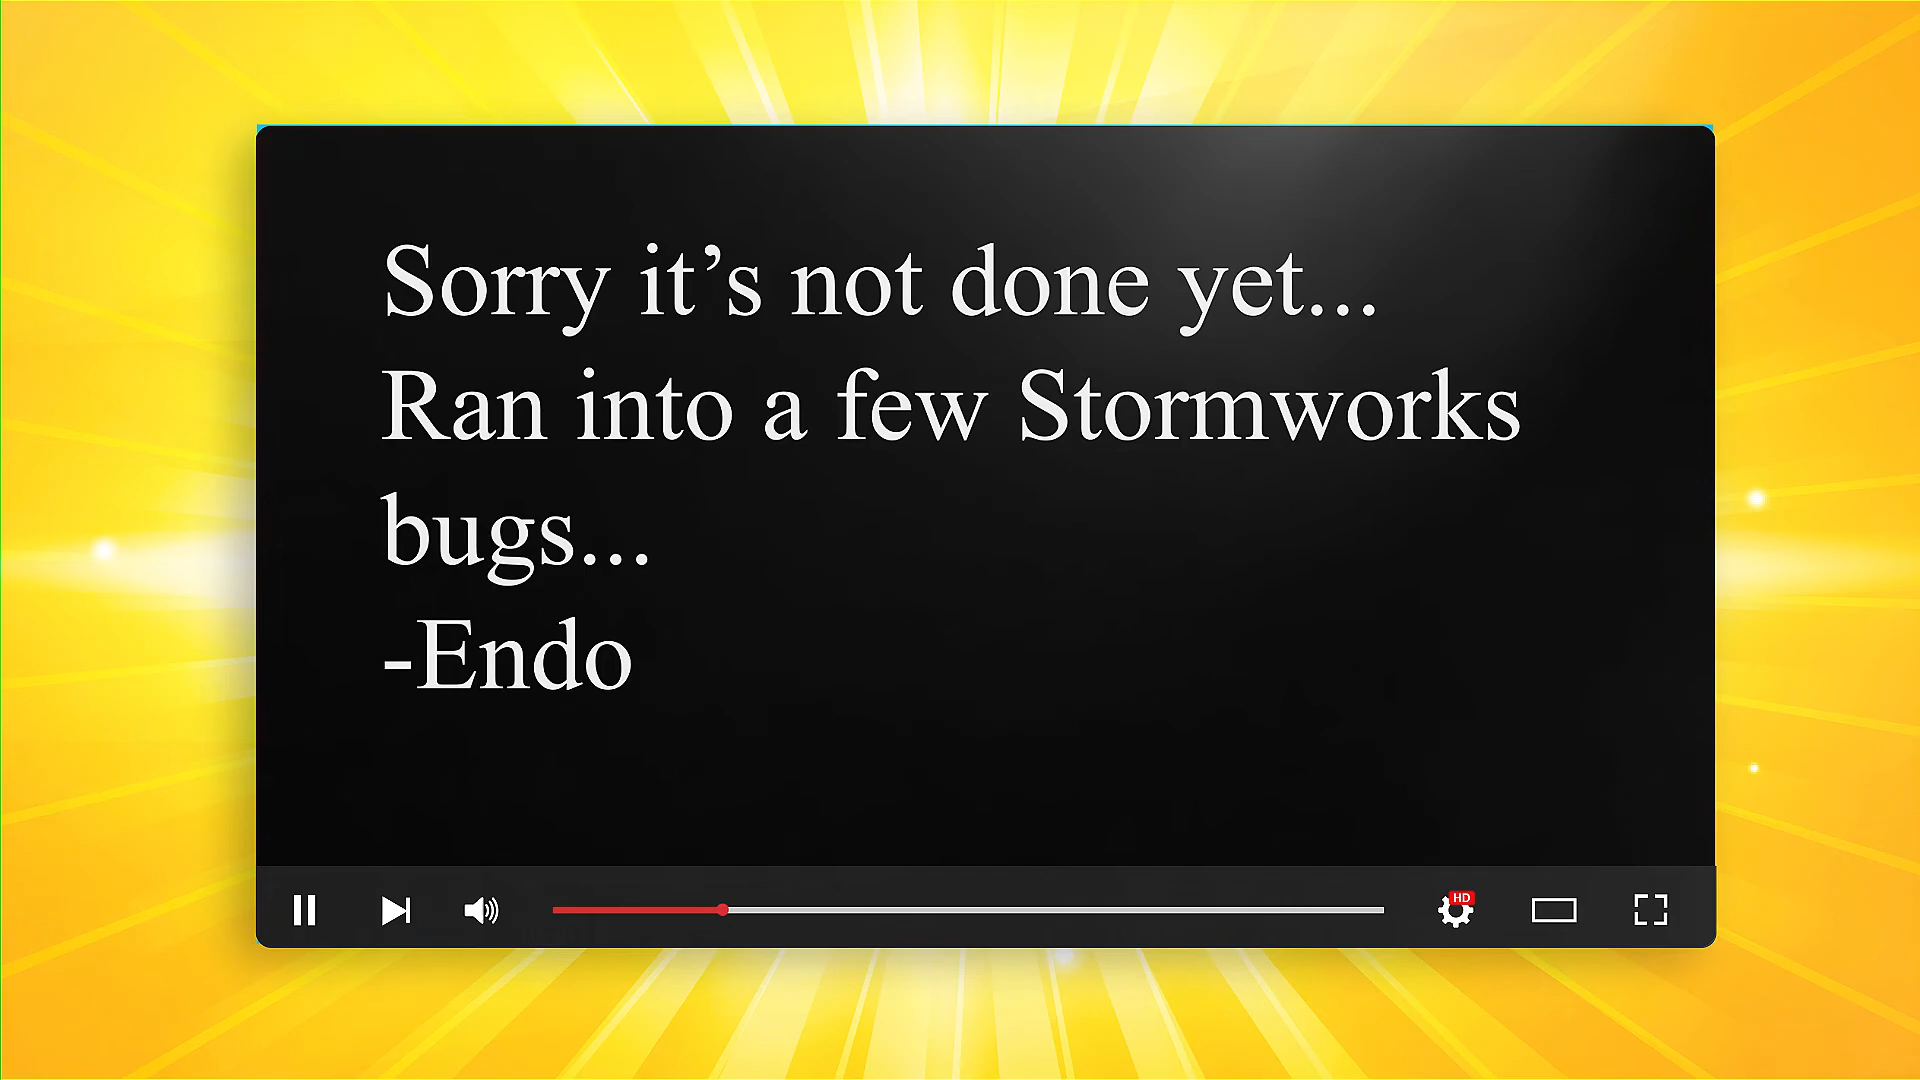 Sorry it’s not done yet...
Ran into a few Stormworks
bugs...
-Endo
HD